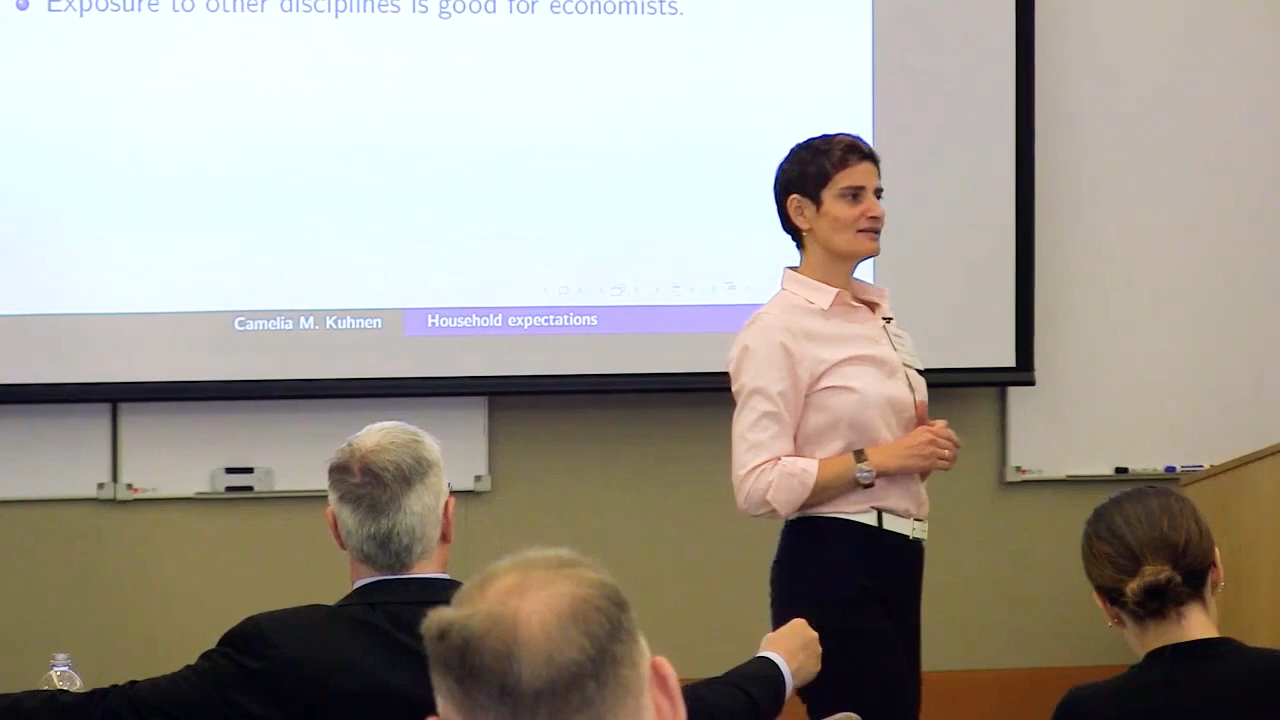 Exposure to other disciplines is good for economists.
Camelia M. Kuhnen
Household expectations